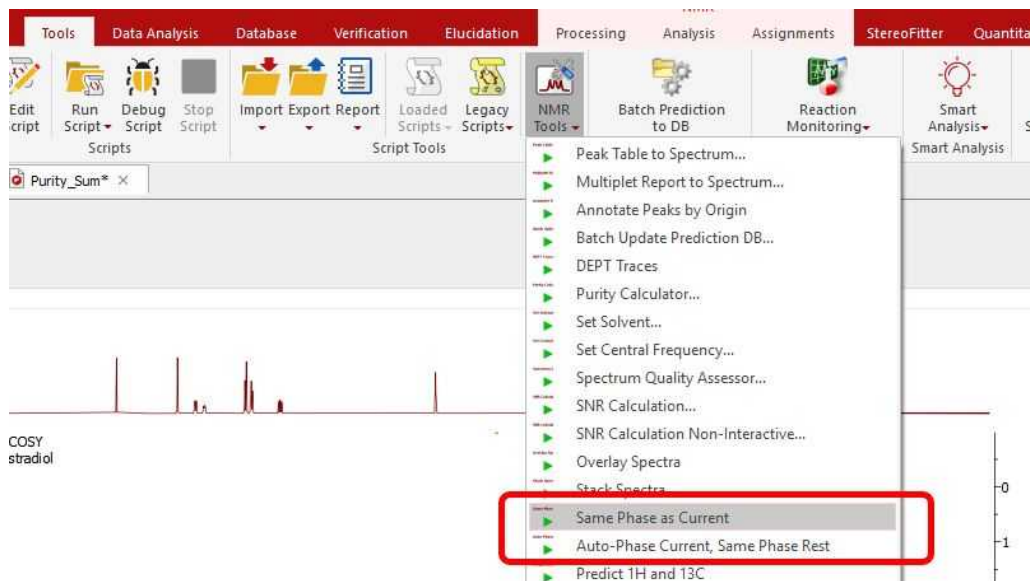 Tools Data Analysis Database Verification Elucidation Processing Analysis Assignments StereoFitter
Edit Run Debug Stop Import Export Report Loaded Legacy NMR Batch Prediction Reaction Smart
Script Script Script Scripts Scripts Tools to DB Monitoring Analysis
Scripts Script Tools Smart Analysis
Purity_Sum*
Peak Table to Spectrum...
Multiplet Report to Spectrum...
Annotate Peaks by Origin
Batch Update Prediction DB...
DEPT Traces
Purity Calculator...
Set Solvent...
Set Central Frequency...
Spectrum Quality Assessor...
SNR Calculation...
SNR Calculation Non-Interactive...
COSY
stradiol
Overlay Spectra
Stack Spectra
0
Same Phase as Current
Auto-Phase Current, Same Phase Rest
1
Predict 1H and 13C